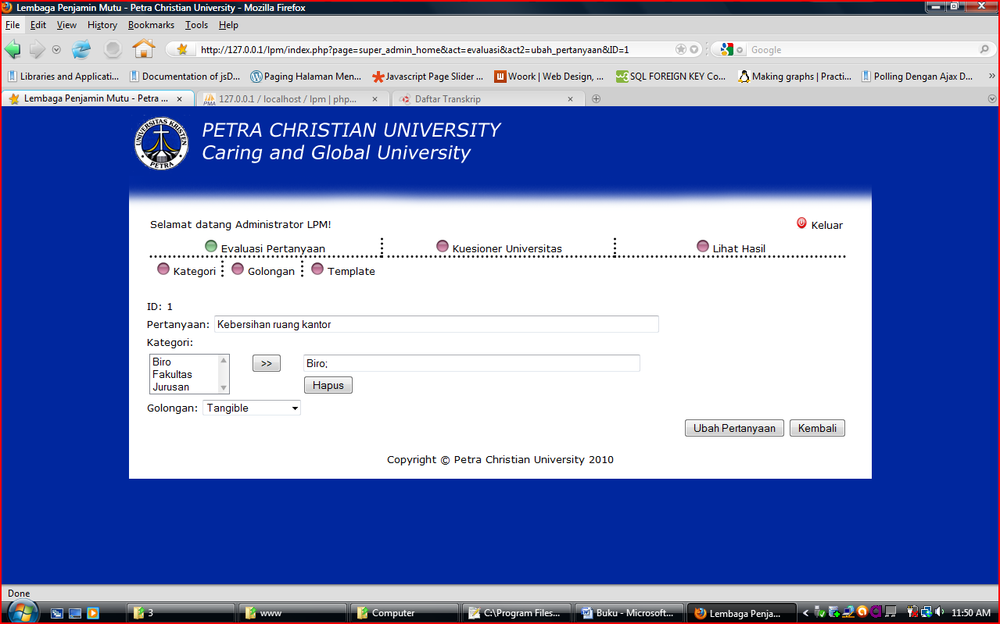 Lembaga Penjamin Mutu - Petra Christian University - Mozilla Firefox
File Edit View History Bookmarks Tools Help
http://127.0.0.1/lpm/index.php?page=super_admin_home&act=evaluasi&act2=ubah_pertanyaan&ID=1 Google
Libraries and Applicati... Documentation of jsD... Paging Halaman Men... Javascript Page Slider ... Woork | Web Design, ... SQL FOREIGN KEY Co... Making graphs | Practi... Polling Dengan Ajax D... »
Lembaga Penjamin Mutu - Petra ... 127.0.0.1 / localhost / lpm | php... Daftar Transkrip
UNIVERSITAS KRISTEN PETRA
PETRA CHRISTIAN UNIVERSITY
Caring and Global University
Selamat datang Administrator LPM! Keluar
Evaluasi Pertanyaan Kuesioner Universitas Lihat Hasil
Kategori Golongan Template
ID: 1
Pertanyaan: Kebersihan ruang kantor
Kategori:
Biro >> Biro;
Fakultas
Jurusan Hapus
Golongan: Tangible
Ubah Pertanyaan Kembali
Copyright © Petra Christian University 2010
Done
3 www Computer C:\Program Files... Buku - Microsoft... Lembaga Penja... 11:50 AM